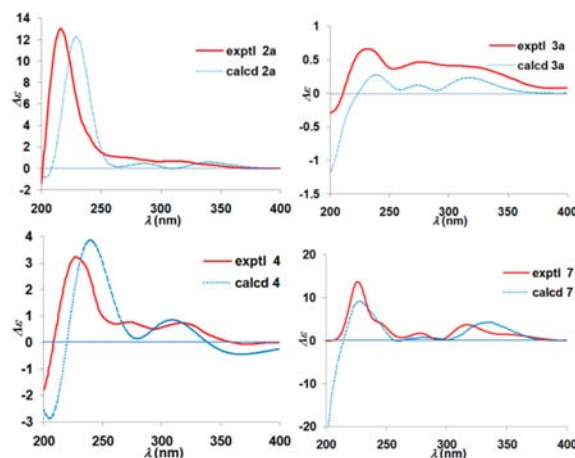 14
12
10
8
6
4
2
0
-2
Δε
exptl 2a
calcd 2a
200 250 300 350 400
λ (nm)
1
0.5
0
-0.5
-1
-1.5
Δε
exptl 3a
calcd 3a
200 250 300 350 400
λ (nm)
4
3
2
1
0
-1
-2
-3
Δε
exptl 4
calcd 4
200 250 300 350 400
λ (nm)
20
10
0
-10
-20
Δε
exptl 7
calcd 7
200 250 300 350 400
λ (nm)